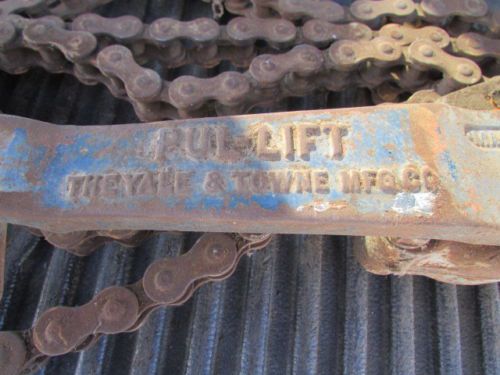 PUL-LIFT
THE YALE & TOWNE MFG. CO